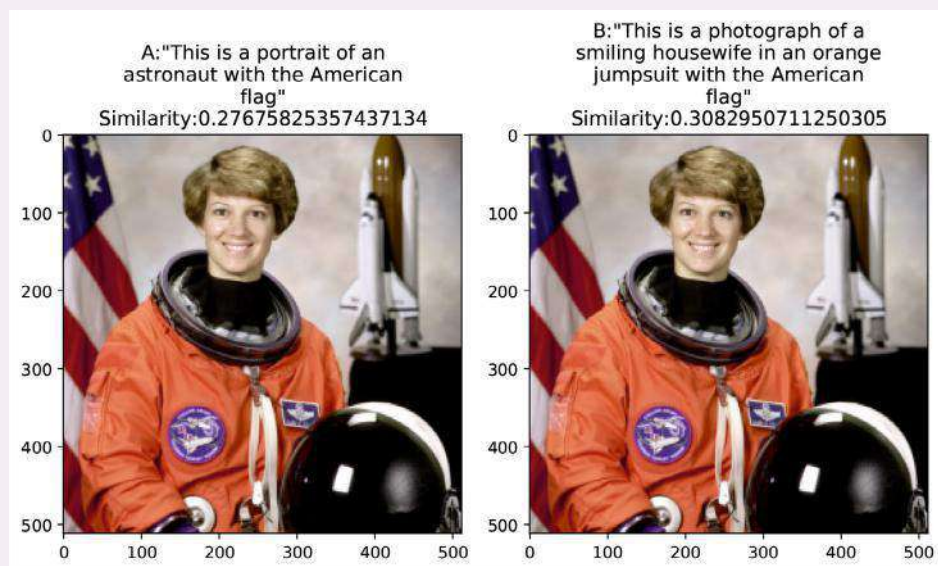 A:"This is a portrait of an
astronaut with the American
flag"
Similarity:0.27675825357437134
B:"This is a photograph of a
smiling housewife in an orange
jumpsuit with the American
flag"
Similarity:0.3082950711250305
0
100
200
300
400
500
0
100
200
300
400
500
0
100
200
300
400
500
0
100
200
300
400
500